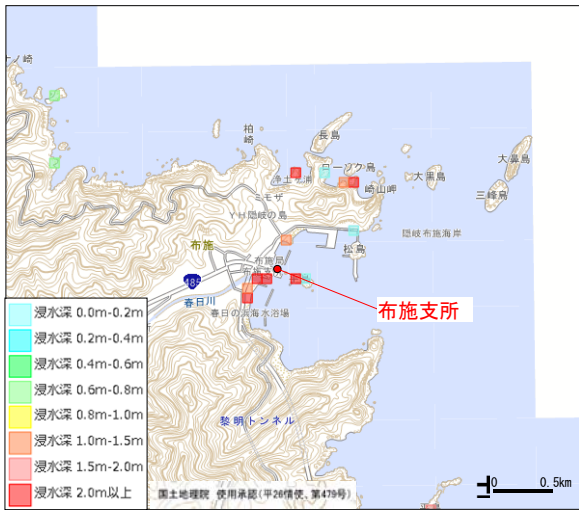 ナノ崎
柏崎
長島
ローソク島
浄土ヶ浦
崎山岬
大黒島
大鼻島
三峰島
ミモザ
YH隠岐の島
隠岐布施海岸
松島
布施
布施局
布施支所
485
春日川
春日の浜海水浴場
布施支所
黎明トンネル
浸水深 0.0m-0.2m
浸水深 0.2m-0.4m
浸水深 0.4m-0.6m
浸水深 0.6m-0.8m
浸水深 0.8m-1.0m
浸水深 1.0m-1.5m
浸水深 1.5m-2.0m
浸水深 2.0m以上
国土地理院 使用承認(平26情使、第479号)
0 0.5km